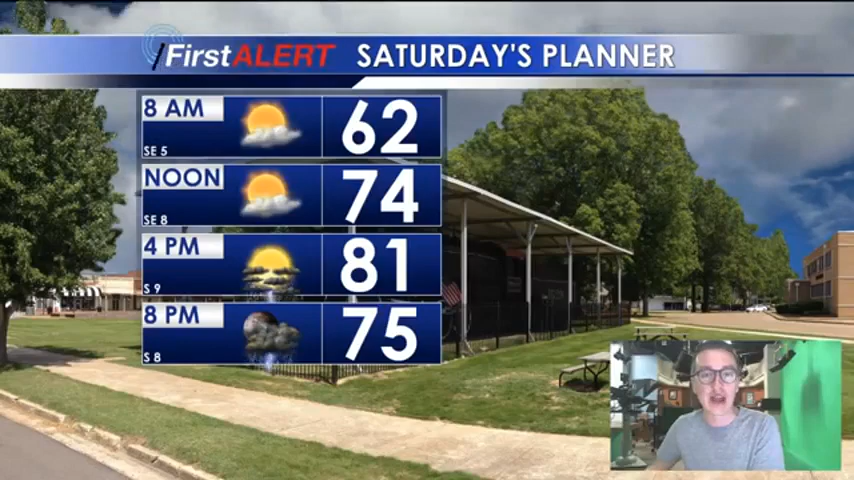 FirstALERT SATURDAY'S PLANNER
8 AM
SE 5
62
NOON
SE 8
74
4 PM
S 9
81
8 PM
S 8
75